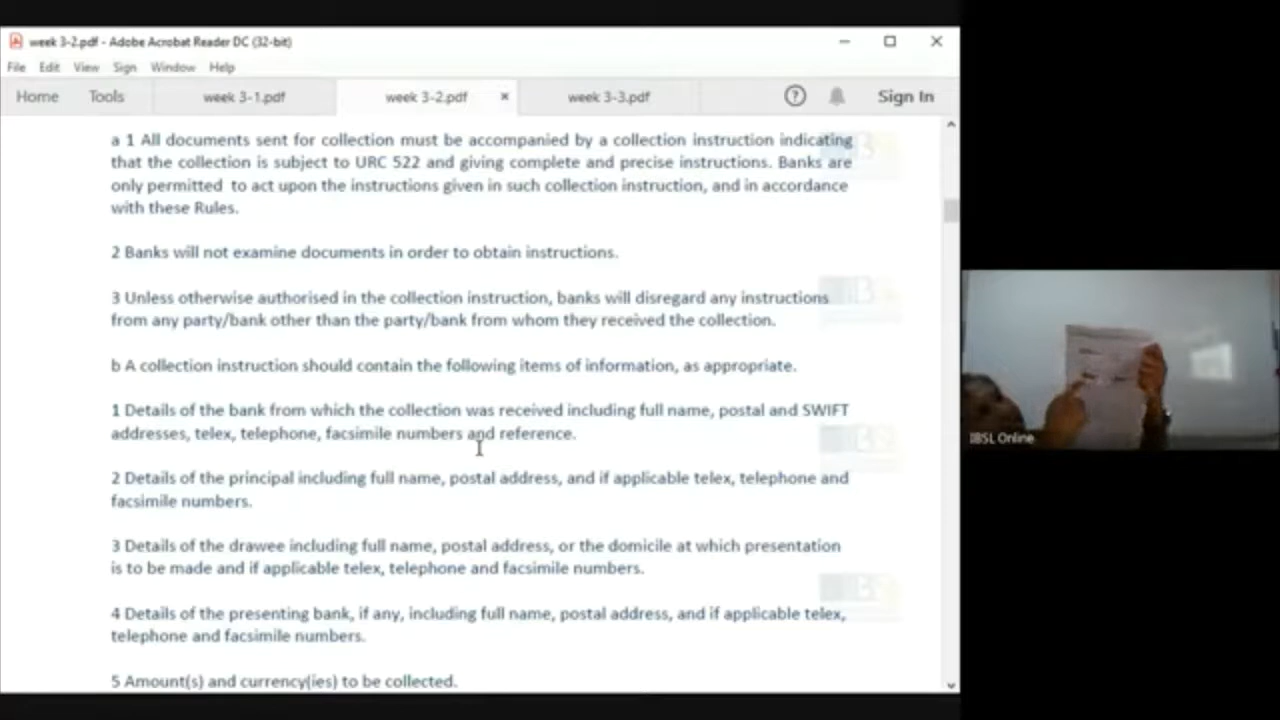 week 3-2.pdf - Adobe Acrobat Reader DC (32-bit)
File Edit View Sign Window Help
Home Tools week 3-1.pdf week 3-2.pdf × week 3-3.pdf ? Sign In
a 1 All documents sent for collection must be accompanied by a collection instruction indicating
that the collection is subject to URC 522 and giving complete and precise instructions. Banks are
only permitted to act upon the instructions given in such collection instruction, and in accordance
with these Rules.
2 Banks will not examine documents in order to obtain instructions.
3 Unless otherwise authorised in the collection instruction, banks will disregard any instructions
from any party/bank other than the party/bank from whom they received the collection.
b A collection instruction should contain the following items of information, as appropriate.
1 Details of the bank from which the collection was received including full name, postal and SWIFT
addresses, telex, telephone, facsimile numbers and reference.
2 Details of the principal including full name, postal address, and if applicable telex, telephone and
facsimile numbers.
3 Details of the drawee including full name, postal address, or the domicile at which presentation
is to be made and if applicable telex, telephone and facsimile numbers.
4 Details of the presenting bank, if any, including full name, postal address, and if applicable telex,
telephone and facsimile numbers.
5 Amount(s) and currency(ies) to be collected.
IBSL Online